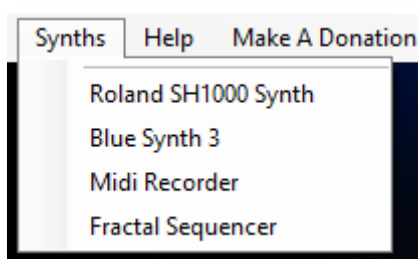 Synths Help Make A Donation
Roland SH1000 Synth
Blue Synth 3
Midi Recorder
Fractal Sequencer